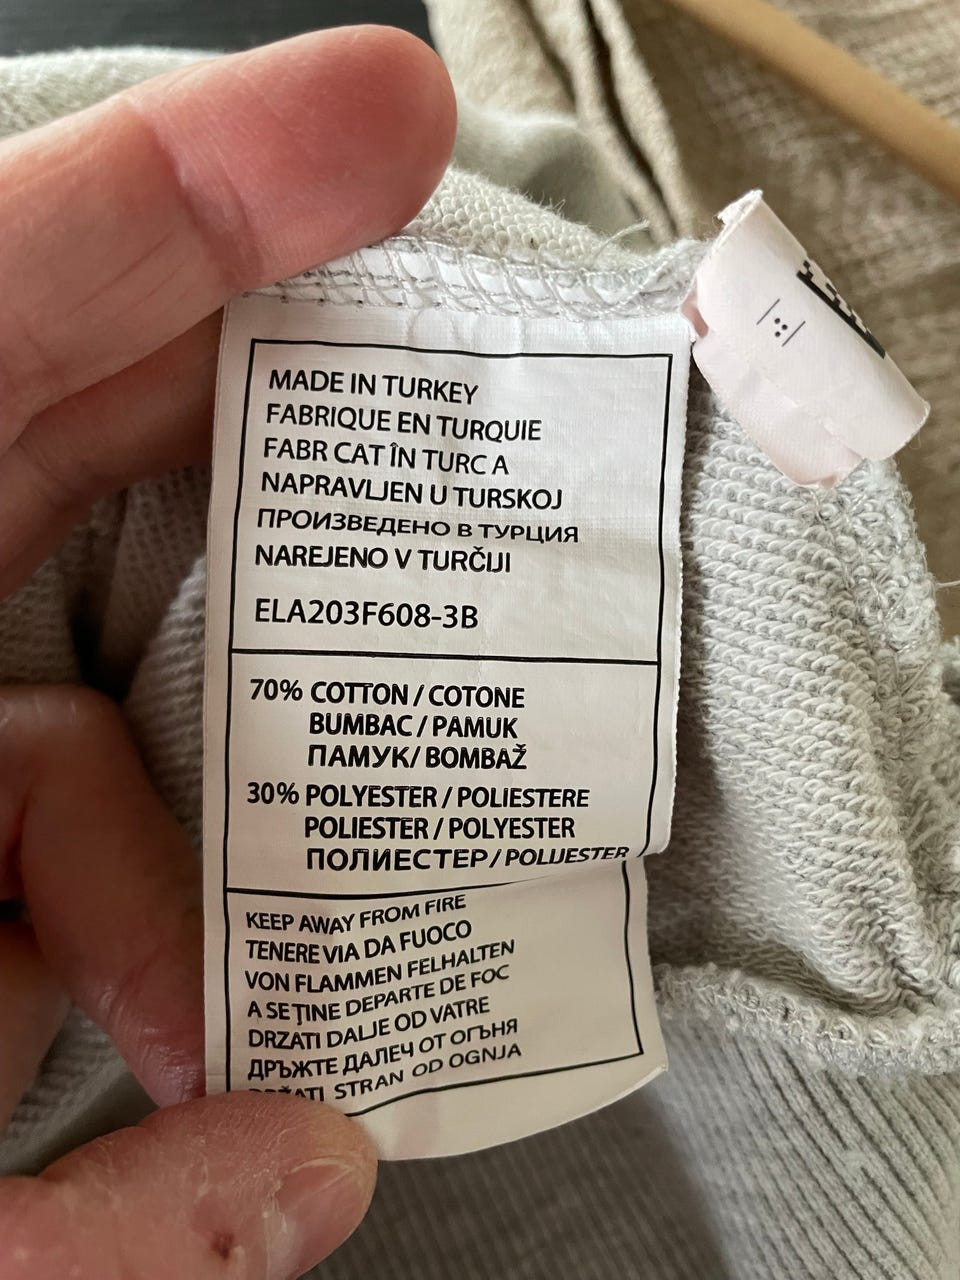 MADE IN TURKEY
FABRIQUE EN TURQUIE
FABR CAT ÎN TURC A
NAPRAVLJEN U TURSKOJ
ПРОИЗВЕДЕНО В ТУРЦИЯ
NAREJENO V TURČIJI
ELA203F608-3B
70% COTTON / COTONE
BUMBAC / PAMUK
ПАМУК/ BOMBAŽ
30% POLYESTER / POLIESTERE
POLIESTER / POLYESTER
ПОЛИЕСТЕР / POLIJESTER
KEEP AWAY FROM FIRE
TENERE VIA DA FUOCO
VON FLAMMEN FELHALTEN
A SE ŢINE DEPARTE DE FOC
DRZATI DALJE OD VATRE
ДРЪЖТЕ ДАЛЕЧ ОТ ОГЪНЯ
DRŽATI STRAN OD OGNJA